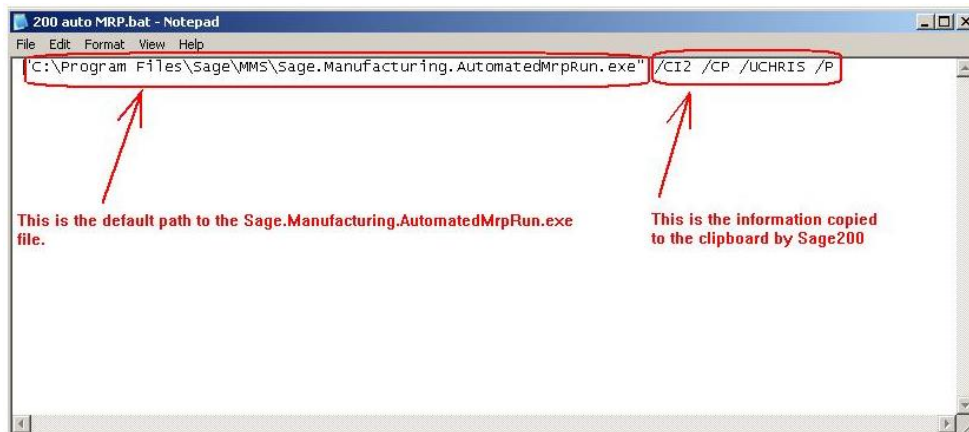 200 auto MRP.bat - Notepad
File Edit Format View Help
"C:\Program Files\Sage\MMS\Sage.Manufacturing.AutomatedMrpRun.exe" /CI2 /CP /UCHRIS /P
This is the default path to the Sage.Manufacturing.AutomatedMrpRun.exe
file.
This is the information copied
to the clipboard by Sage200